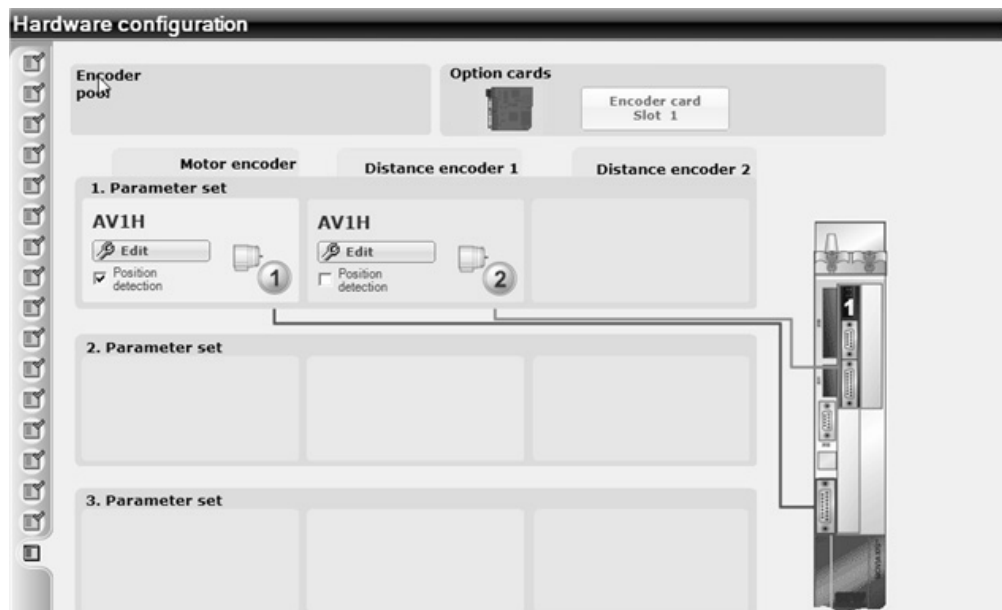 Hardware configuration
Encoder
pool
Option cards
Encoder card
Slot 1
Motor encoder
Distance encoder 1
Distance encoder 2
1. Parameter set
AV1H
Edit
Position
detection
1
AV1H
Edit
Position
detection
2
1
2. Parameter set
3. Parameter set